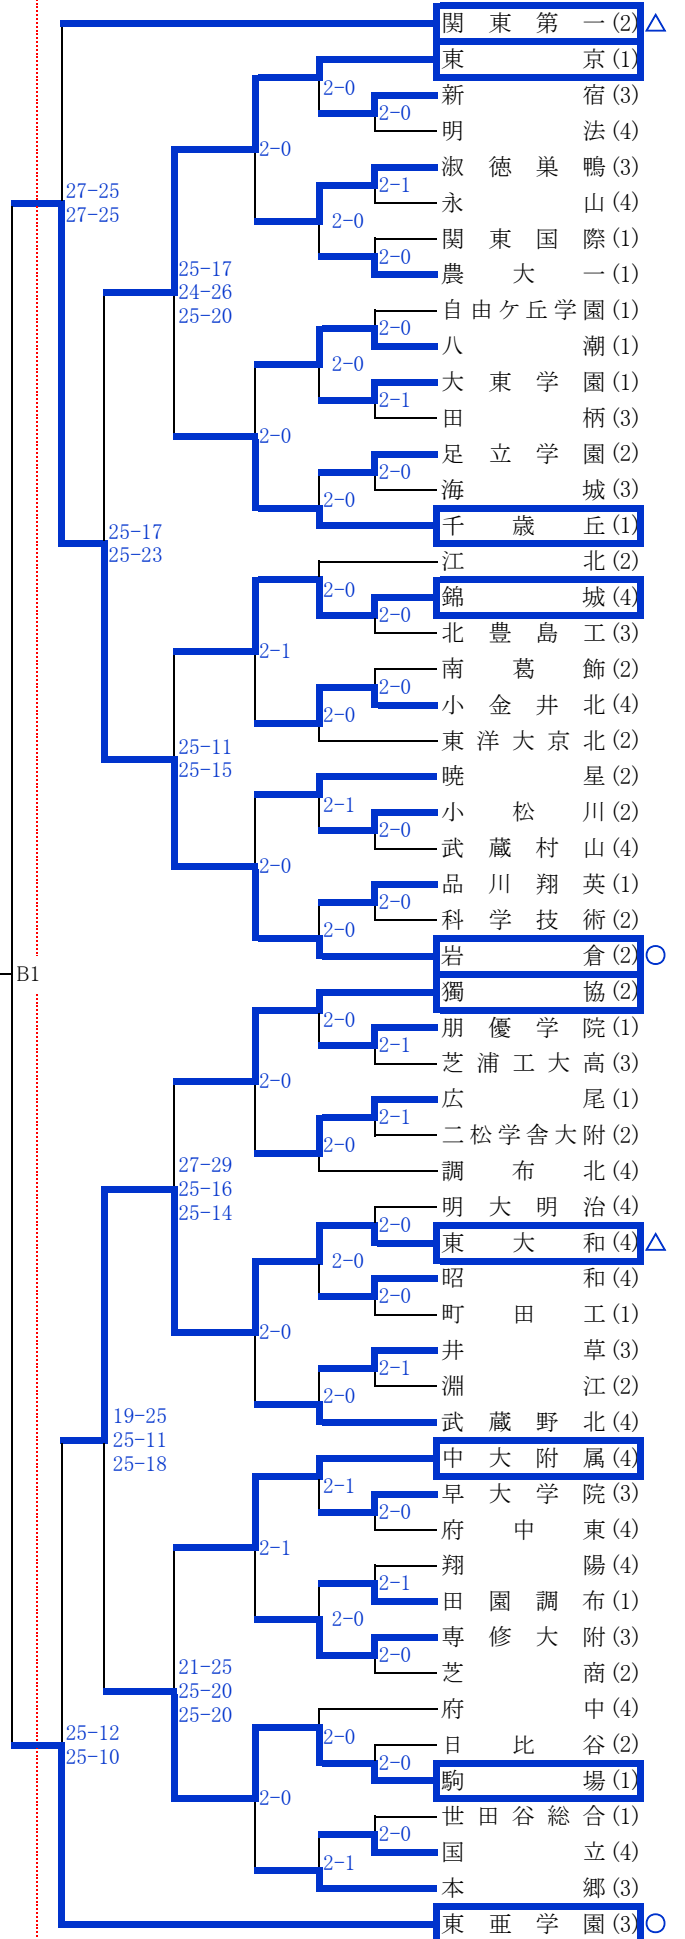 関東第一(2)△
東京(1)
2-0
新宿(3)
2-0
明法(4)
2-0
淑徳巣鴨(3)
2-1
永山(4)
27-25
27-25
2-0
関東国際(1)
2-0
農大一(1)
25-17
24-26
25-20
自由ケ丘学園(1)
2-0
八潮(1)
2-0
大東学園(1)
2-1
田柄(3)
2-0
足立学園(2)
2-0
海城(3)
2-0
千歳丘(1)
25-17
25-23
江北(2)
2-0
錦城(4)
2-0
北豊島工(3)
2-1
南葛飾(2)
2-0
小金井北(4)
2-0
東洋大京北(2)
25-11
25-15
暁星(2)
2-1
小松川(2)
2-0
武蔵村山(4)
2-0
品川翔英(1)
2-0
科学技術(2)
2-0
岩倉(2)○
B1
獨協(2)
2-0
朋優学院(1)
2-1
芝浦工大高(3)
2-0
広尾(1)
2-1
二松学舎大附(2)
2-0
調布北(4)
27-29
25-16
25-14
明大明治(4)
2-0
東大和(4)△
2-0
昭和(4)
2-0
町田工(1)
2-0
井草(3)
2-1
淵江(2)
2-0
武蔵野北(4)
19-25
25-11
25-18
中大附属(4)
2-1
早大学院(3)
2-0
府中東(4)
2-1
翔陽(4)
2-1
田園調布(1)
2-0
専修大附(3)
2-0
芝商(2)
21-25
25-20
25-20
府中(4)
2-0
日比谷(2)
2-0
駒場(1)
25-12
25-10
2-0
世田谷総合(1)
2-0
国立(4)
2-1
本郷(3)
東亜学園(3)○